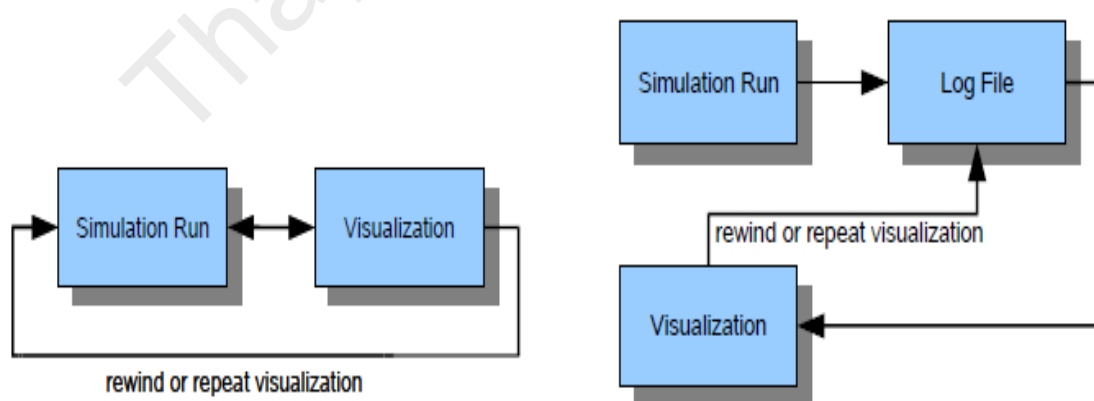 Simulation Run
Visualization
rewind or repeat visualization
Simulation Run
Log File
rewind or repeat visualization
Visualization